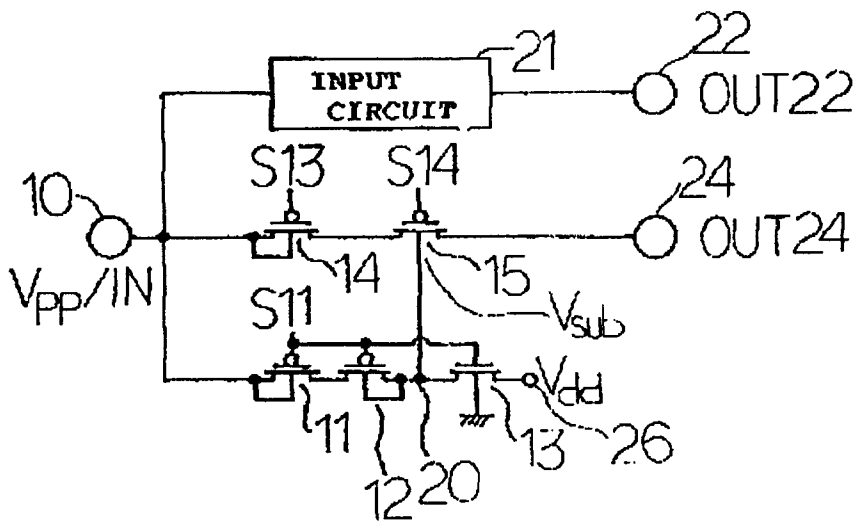 21
22
INPUT
CIRCUIT
OUT22
S13
S14
24
10
OUT24
14
15
VPP/IN
Vsub
S11
Vdd
11
13
26
12
20